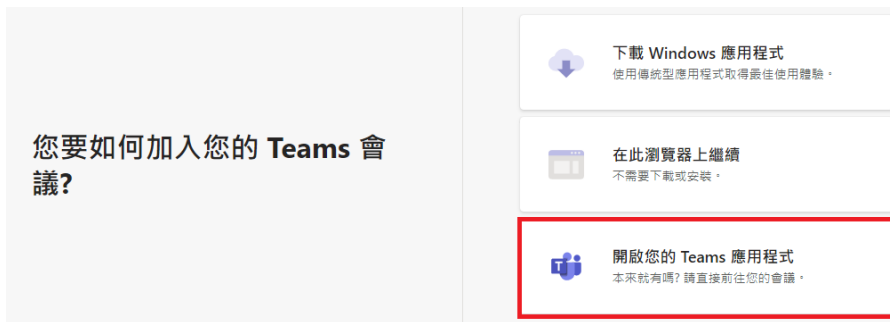 您要如何加入您的 Teams 會
議?
下載 Windows 應用程式
使用傳統型應用程式取得最佳使用體驗。
在此瀏覽器上繼續
不需要下載或安裝。
開啟您的 Teams 應用程式
本來就有嗎? 請直接前往您的會議。